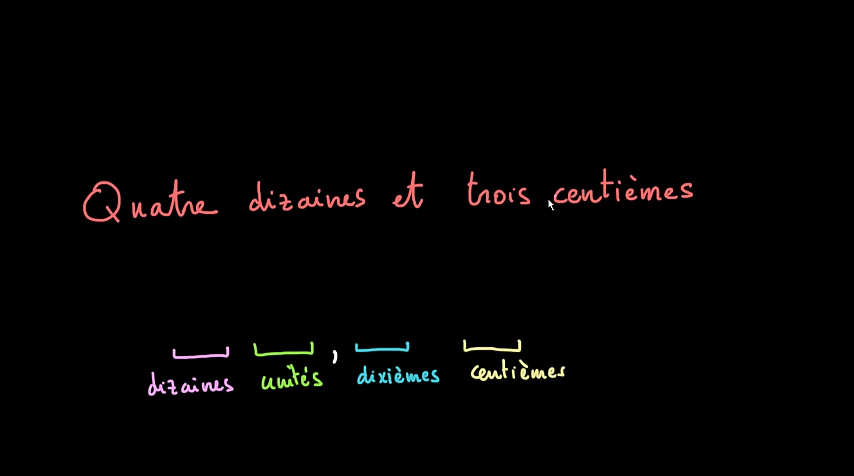 Quatre dizaines et trois centièmes
,
dizaines unités dixièmes centièmes